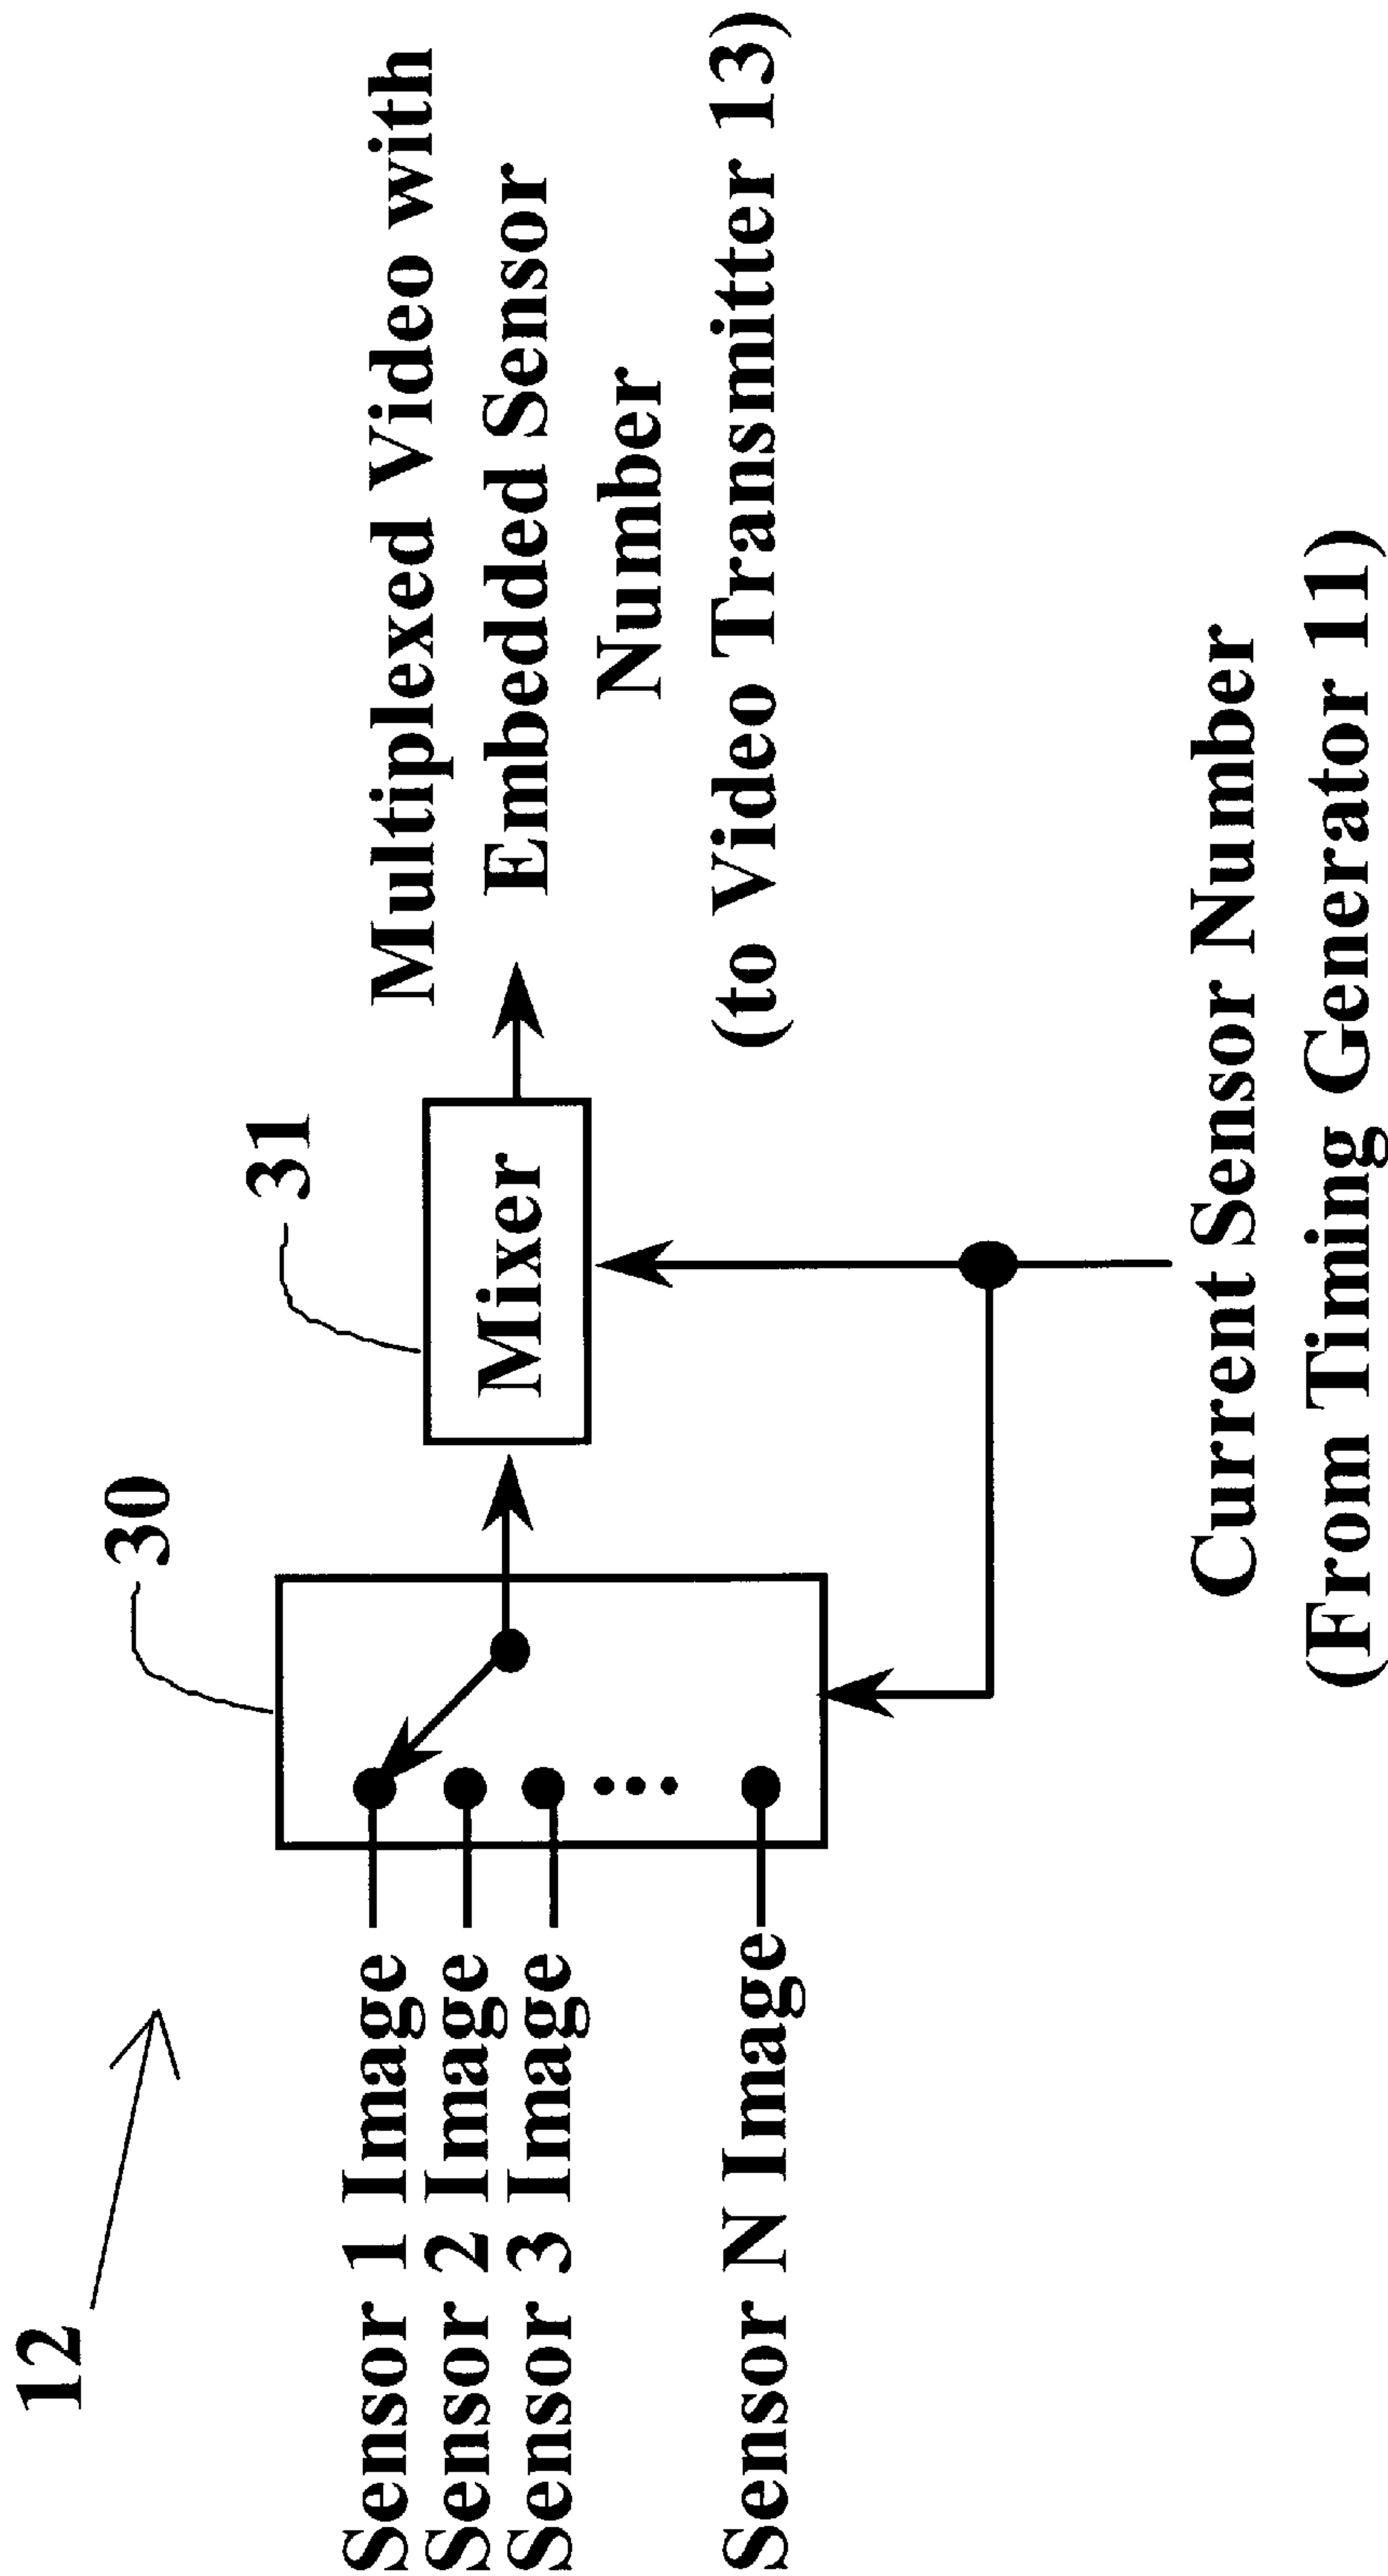 12
30
31
Sensor 1 Image
Sensor 2 Image
Sensor 3 Image
Sensor N Image
Mixer
Multiplexed Video with
Embedded Sensor
Number
(to Video Transmitter 13)
Current Sensor Number
(From Timing Generator 11)